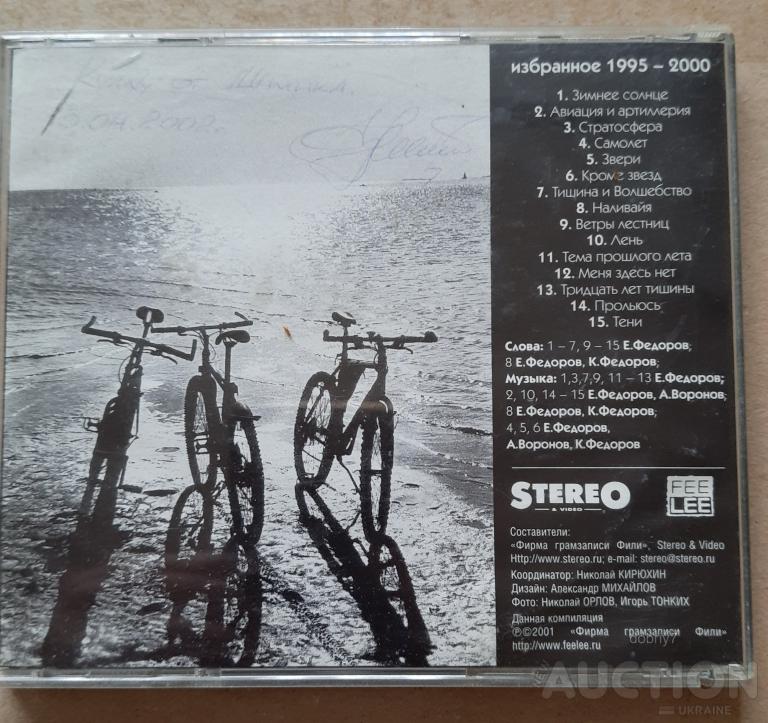 3.04.2002.
избранное 1995 – 2000
1. Зимнее солнце
2. Авиация и артиллерия
3. Стратосфера
4. Самолет
5. Звери
6. Кроме звезд
7. Тишина и Волшебство
8. Наливайя
9. Ветры лестниц
10. Лень
11. Тема прошлого лета
12. Меня здесь нет
13. Тридцать лет тишины
14. Прольюсь
15. Тени
Слова: 1 – 7, 9 – 15 Е.Федоров;
8 Е.Федоров, К.Федоров;
Музыка: 1,3,7,9, 11 – 13 Е.Федоров;
2, 10, 14 – 15 Е.Федоров, А.Воронов;
8 Е.Федоров, К.Федоров;
4, 5, 6 Е.Федоров,
А.Воронов, К.Федоров
STEREO
& VIDEO
FEE
LEE
Составители:
«Фирма грамзаписи Фили», Stereo & Video
Http://www.stereo.ru; e-mail: stereo@stereo.ru
Координатор: Николай КИРЮХИН
Дизайн: Александр МИХАЙЛОВ
Фото: Николай ОРЛОВ, Игорь ТОНКИХ
Данная компиляция
℗©2001 «Фирма грамзаписи Фили»
http://www.feelee.ru
dobriy7
AUCTION
UKRAINE